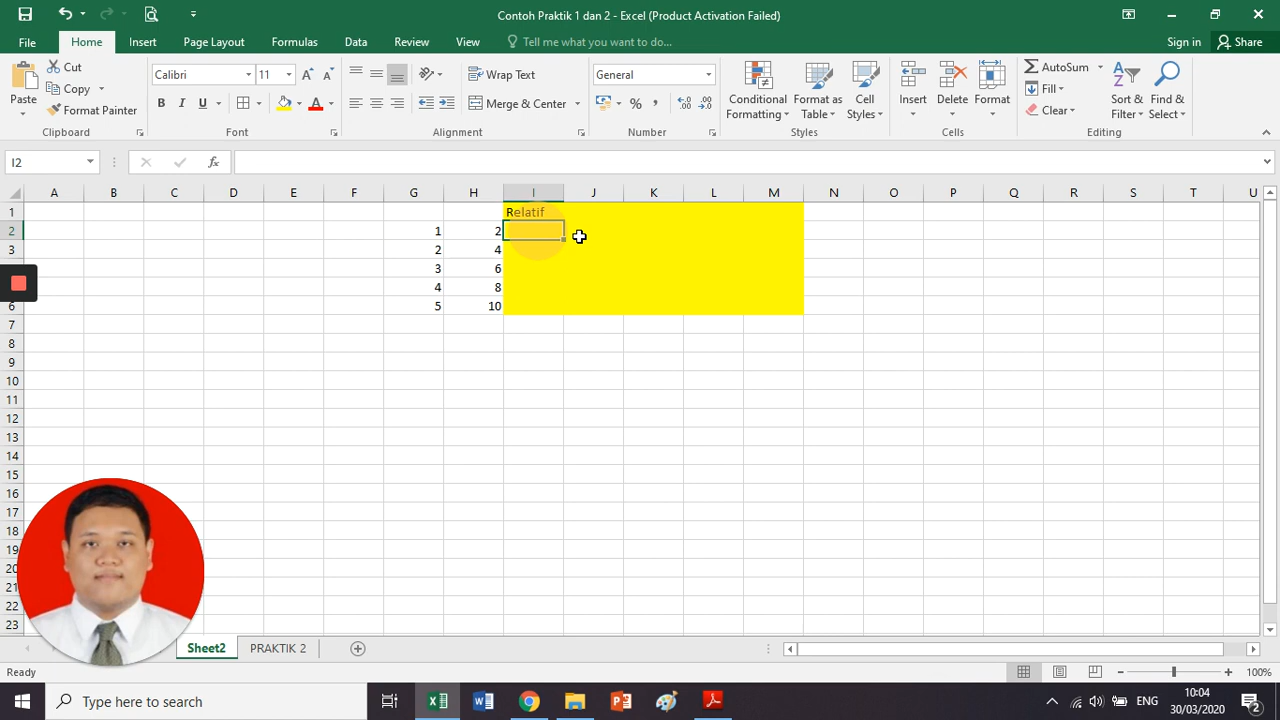 Contoh Praktik 1 dan 2 - Excel (Product Activation Failed)
File Home Insert Page Layout Formulas Data Review View Tell me what you want to do... Sign in Share
Paste Cut Copy Format Painter
Calibri 11
B I U A
Wrap Text
Merge & Center
General
%
Conditional Formatting
Format as Table
Cell Styles
Insert Delete Format
AutoSum
Fill
Clear
Sort & Filter
Find & Select
Clipboard Font Alignment Number Styles Cells Editing
I2 fx
A B C D E F G H I J K L M N O P Q R S T U
1 Relatif
2 1 2
3 2 4
3 6
4 8
6 5 10
7
8
9
10
11
12
13
14
15
16
17
18
19
20
21
22
23
Sheet2 PRAKTIK 2
Ready 100%
Type here to search
ENG
10:04
30/03/2020
2